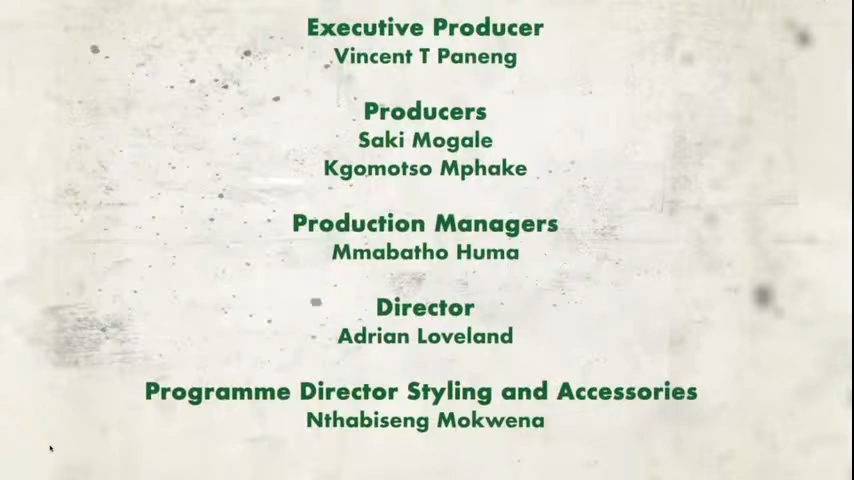 Executive Producer
Vincent T Paneng
Producers
Saki Mogale
Kgomotso Mphake
Production Managers
Mmabatho Huma
Director
Adrian Loveland
Programme Director Styling and Accessories
Nthabiseng Mokwena